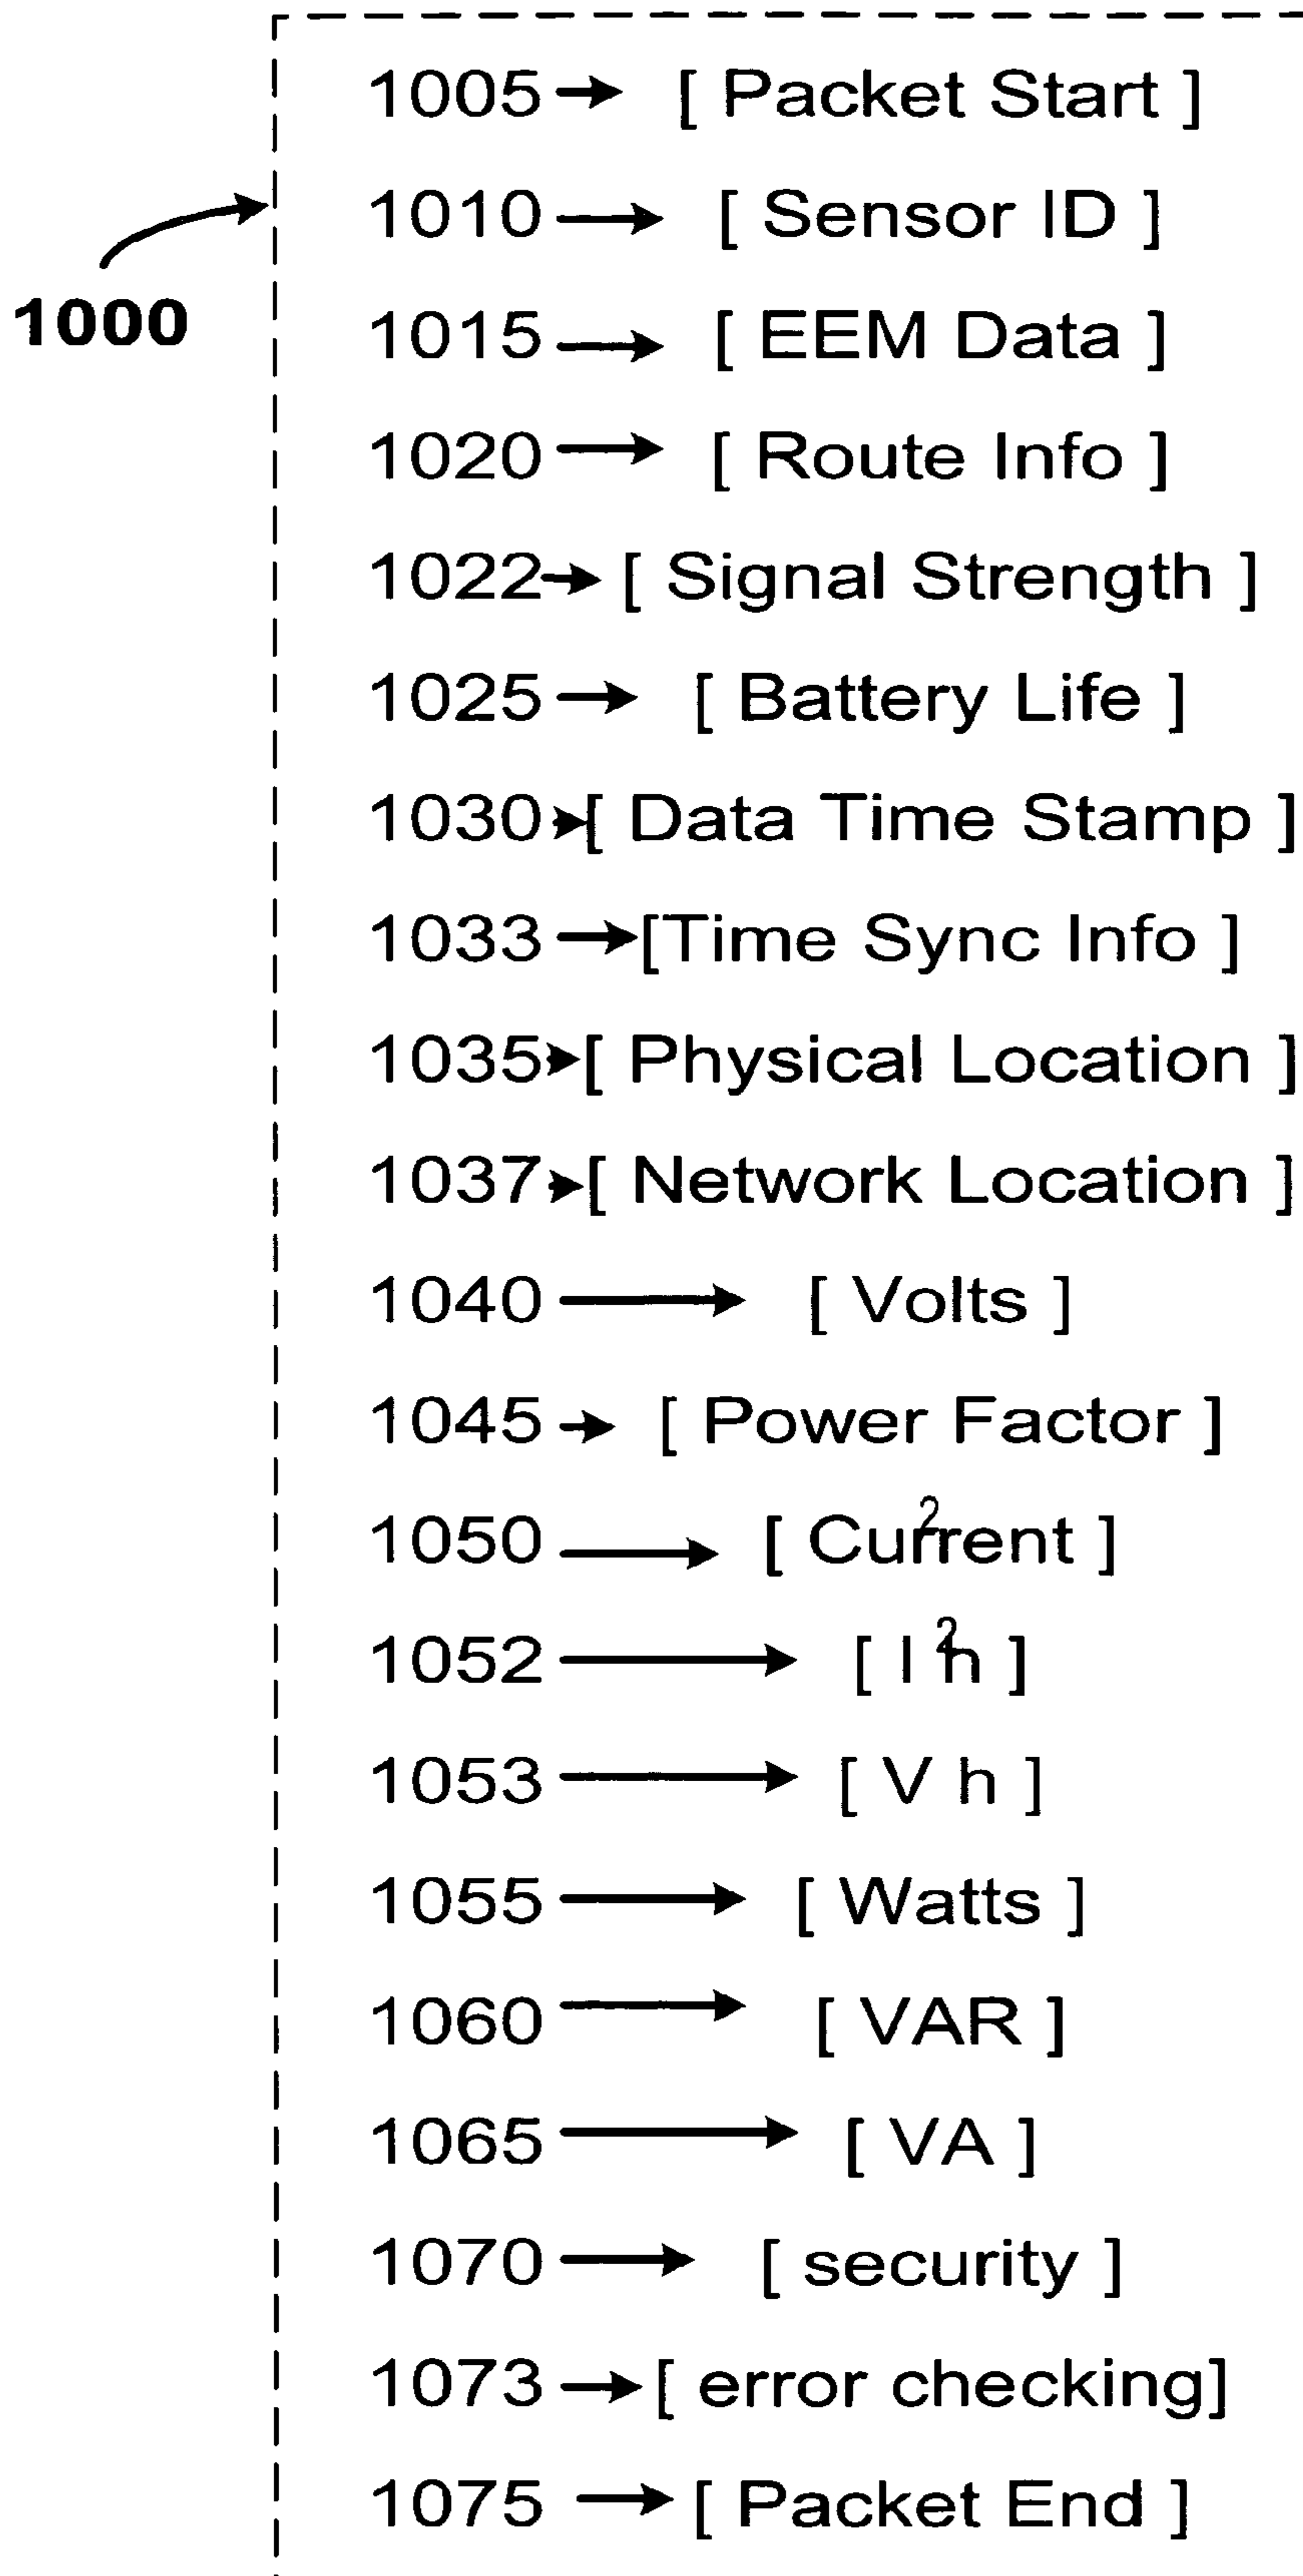 1005 → [ Packet Start ]
1010 → [ Sensor ID ]
1000
1015 → [ EEM Data ]
1020 → [ Route Info ]
1022 → [ Signal Strength ]
1025 → [ Battery Life ]
1030 → [ Data Time Stamp ]
1033 → [Time Sync Info ]
1035 → [ Physical Location ]
1037 → [ Network Location ]
1040 → [ Volts ]
1045 → [ Power Factor ]
1050 → [ Current ] 2
1052 → [ I 2 h ]
1053 → [ V h ]
1055 → [ Watts ]
1060 → [ VAR ]
1065 → [ VA ]
1070 → [ security ]
1073 → [ error checking]
1075 → [ Packet End ]